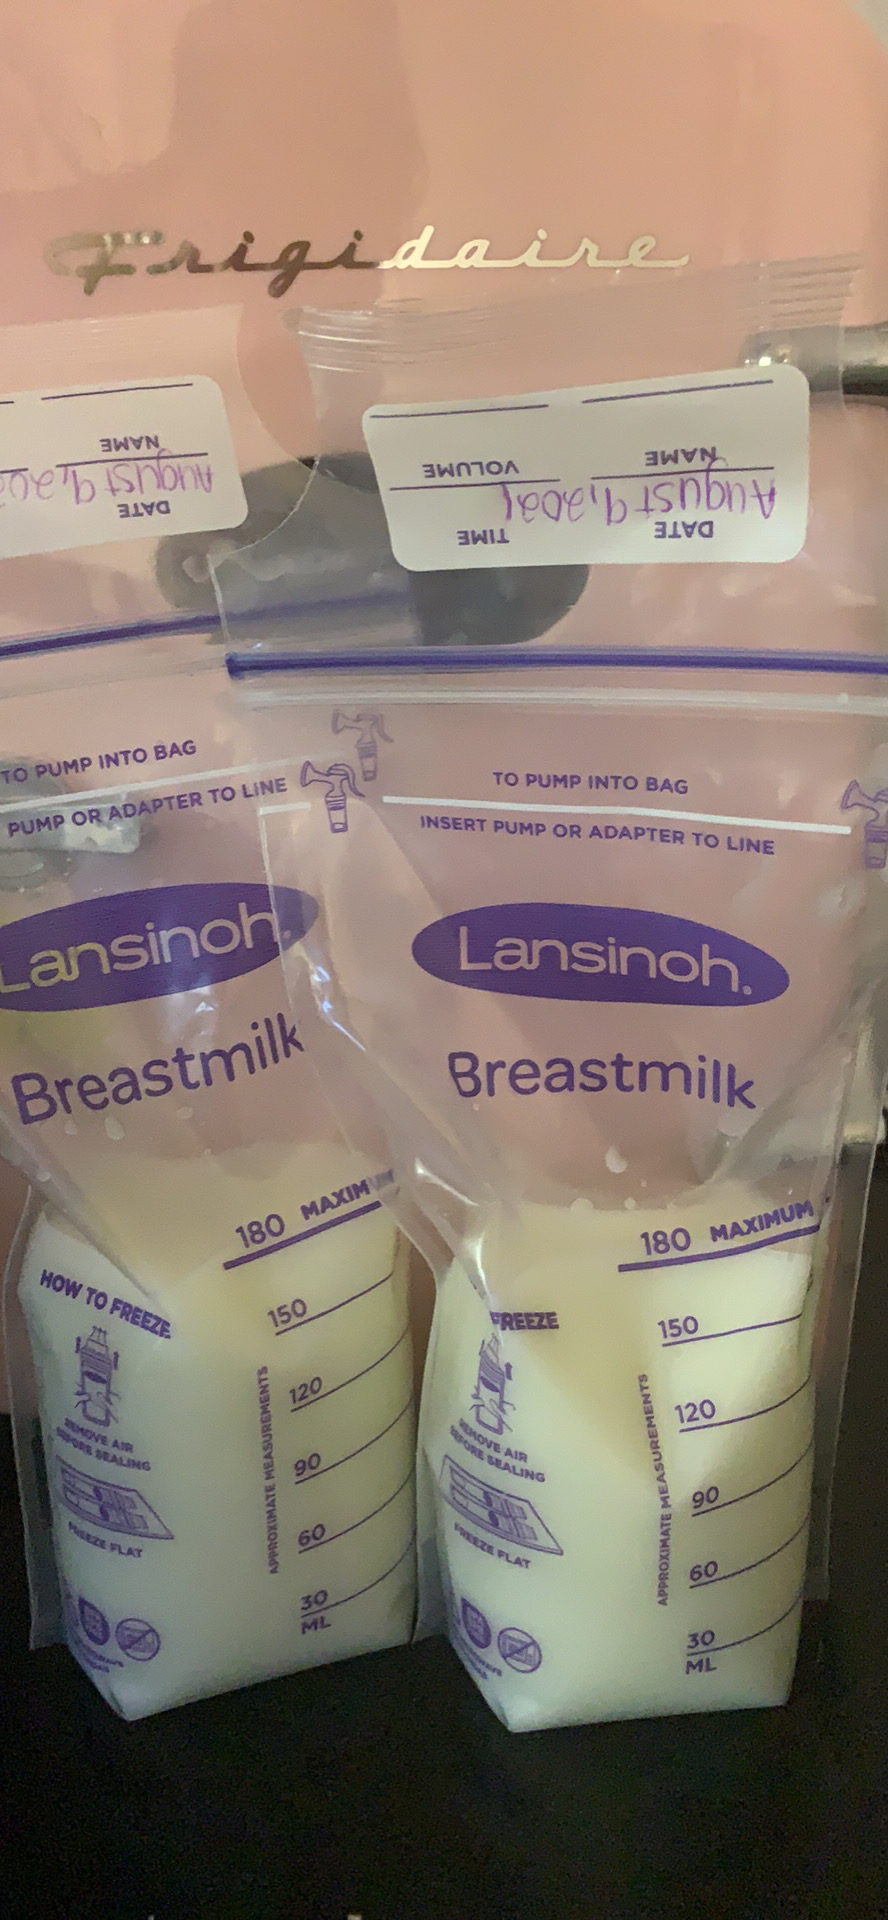 Frigidaire
NAME
August 9, 202
DATE
VOLUME NAME
August 9, 2021
TIME DATE
TO PUMP INTO BAG
PUMP OR ADAPTER TO LINE
Lansinoh.
Breastmilk
180 MAXIM
HOW TO FREEZE
150
120
90
60
30
ML
APPROXIMATE MEASUREMENTS
REMOVE AIR
BEFORE SEALING
FREEZE FLAT
TO PUMP INTO BAG
INSERT PUMP OR ADAPTER TO LINE
Lansinoh.
Breastmilk
180 MAXIMUM
FREEZE
150
120
90
60
30
ML
APPROXIMATE MEASUREMENTS
REMOVE AIR
BEFORE SEALING
FREEZE FLAT